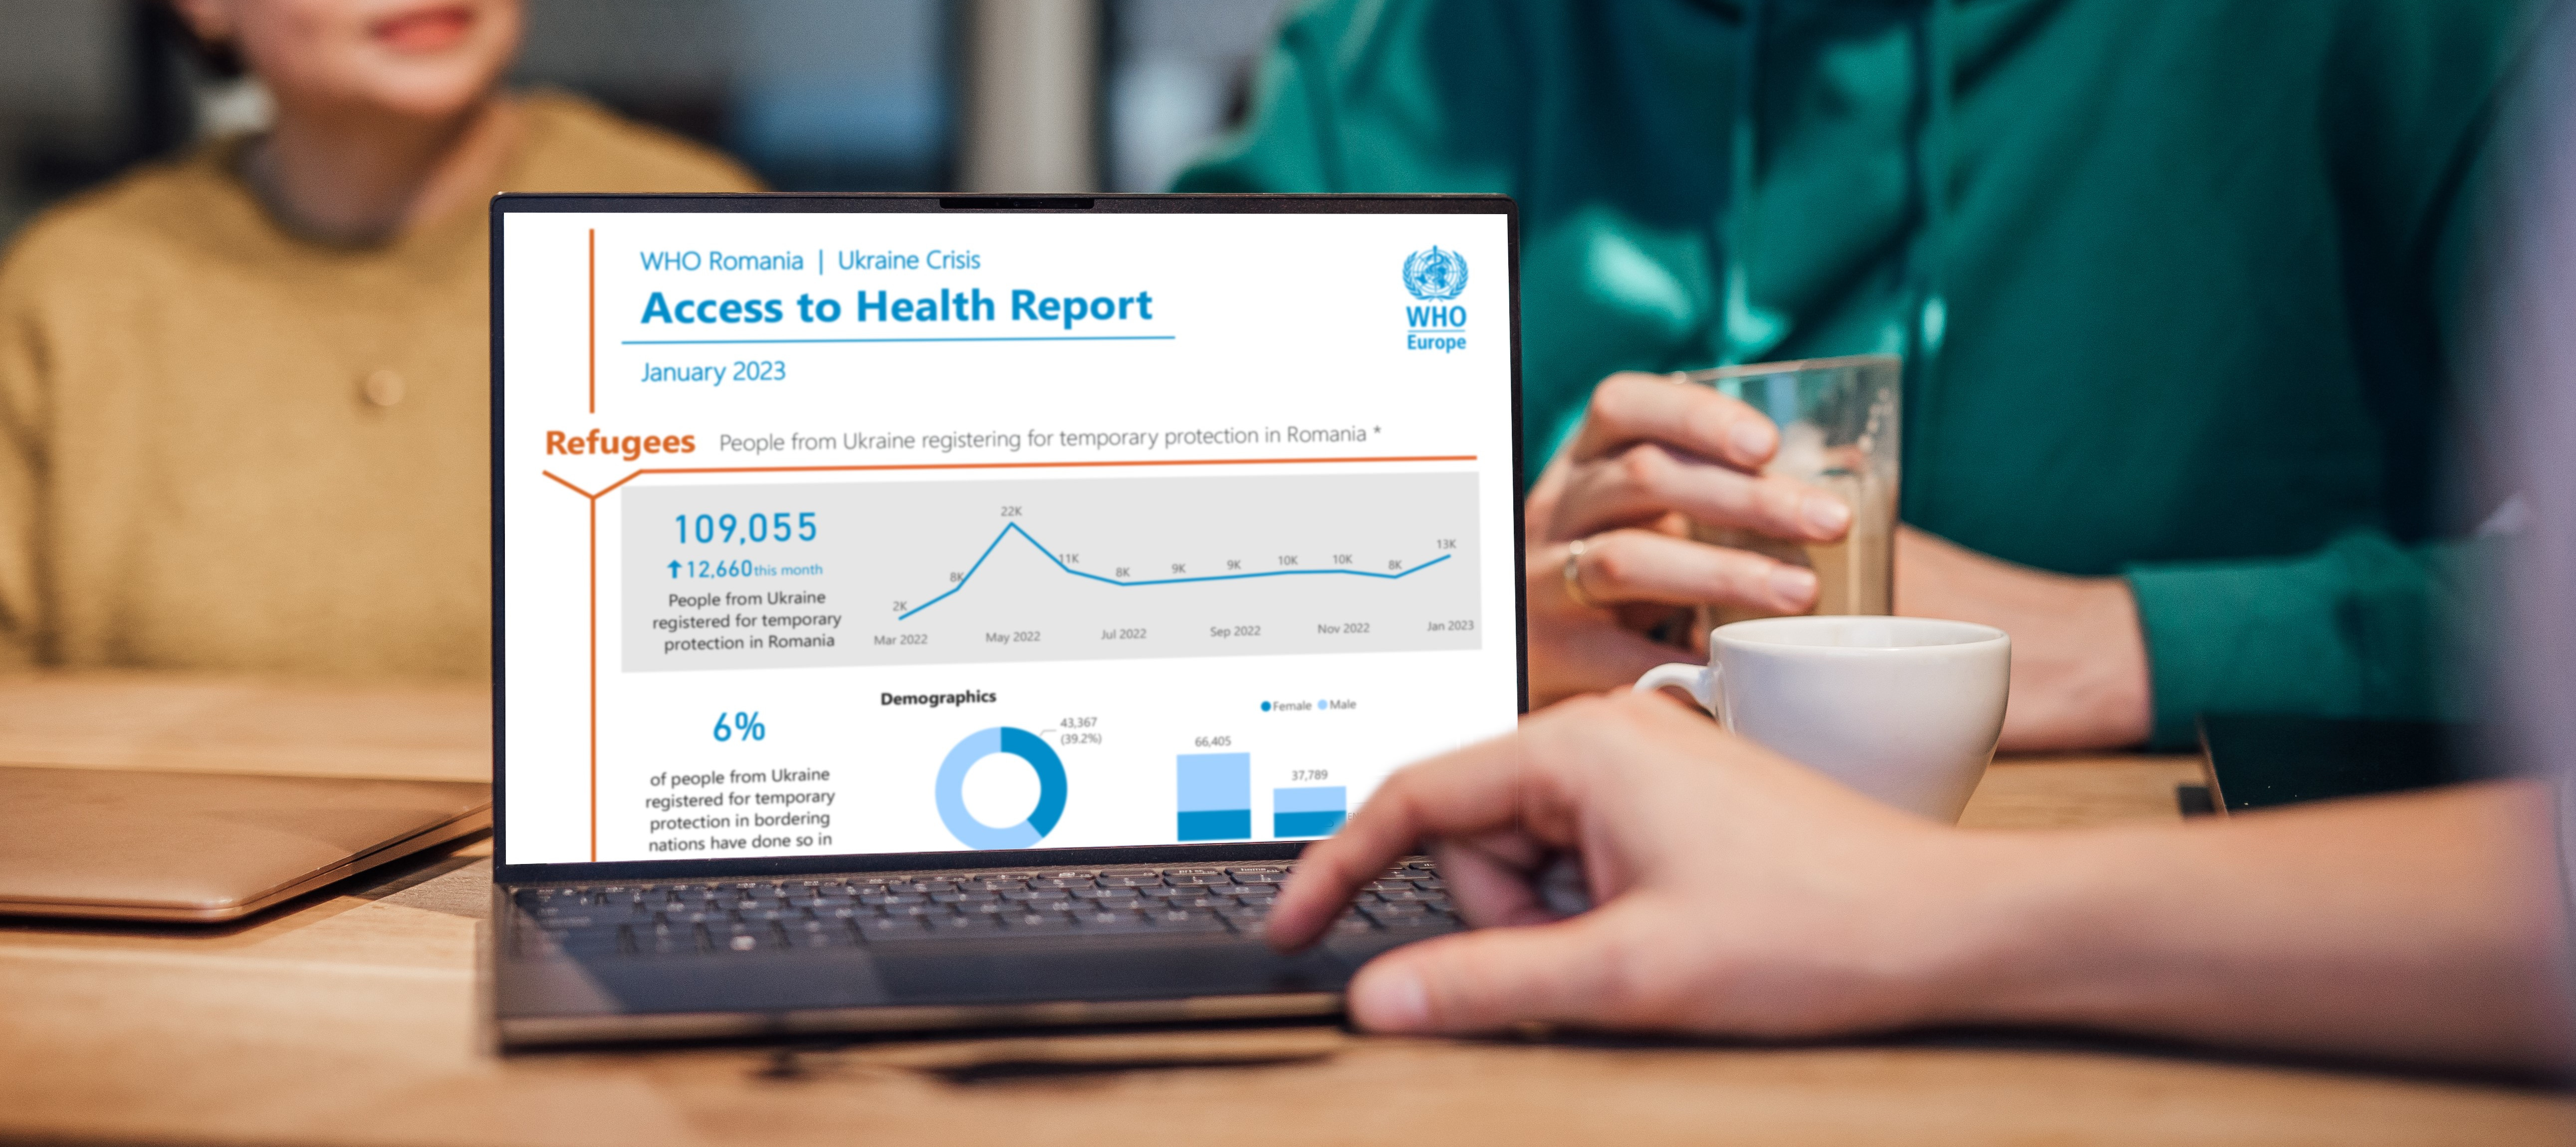 WHO Romania | Ukraine Crisis
Access to Health Report
January 2023
WHO
Europe
Refugees People from Ukraine registering for temporary protection in Romania *
109,055
12,660 this month
People from Ukraine
registered for temporary
protection in Romania
22K
11K
8K
2K
8K
9K
9K
10K
10K
8K
13K
Mar 2022 May 2022 Jul 2022 Sep 2022 Nov 2022 Jan 2023
6%
of people from Ukraine
registered for temporary
protection in bordering
nations have done so in
Demographics
43,367
(39.2%)
Female Male
66,405
37,789